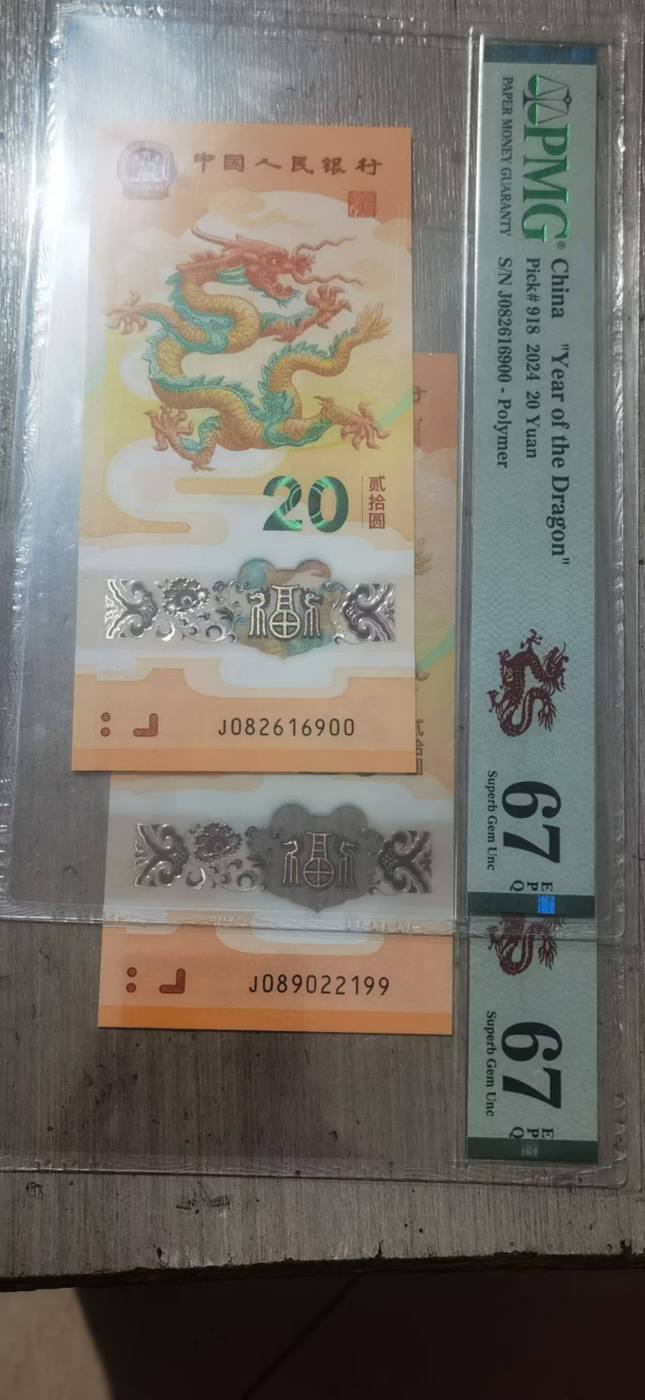 中国人民银行
20
贰拾圆
福
J082616900
福
J089022199
PMG®
PAPER MONEY GUARANTY
China "Year of the Dragon"
Pick# 918 2024 20 Yuan
S/N J082616900 - Polymer
67
EPQ
Superb Gem Unc
67
EPQ
Superb Gem Unc